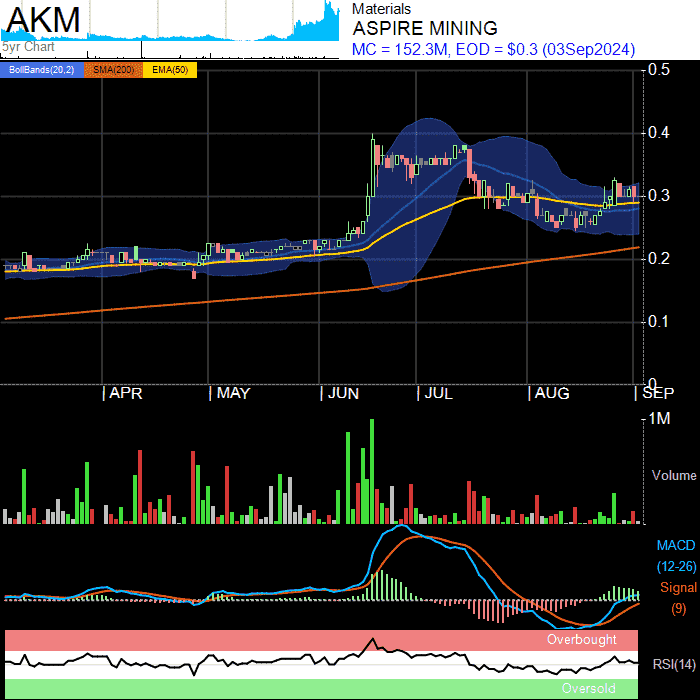 AKM
5yr Chart
Materials
ASPIRE MINING
MC = 152.3M, EOD = $0.3 (03Sep2024)
BollBands(20,2) SMA(200) EMA(50)
0.5
0.4
0.3
0.2
0.1
0
APR MAY JUN JUL AUG SEP
1M
Volume
MACD
(12-26)
Signal
(9)
Overbought
RSI(14)
Oversold